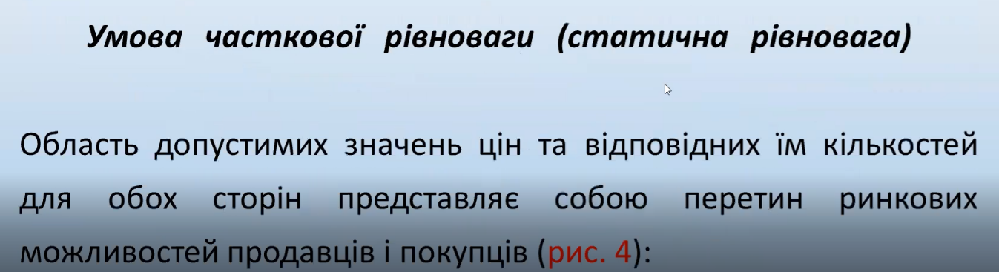 Умова часткової рівноваги (статична рівновага)
Область допустимих значень цін та відповідних їм кількостей
для обох сторін представляє собою перетин ринкових
можливостей продавців і покупців (рис. 4):